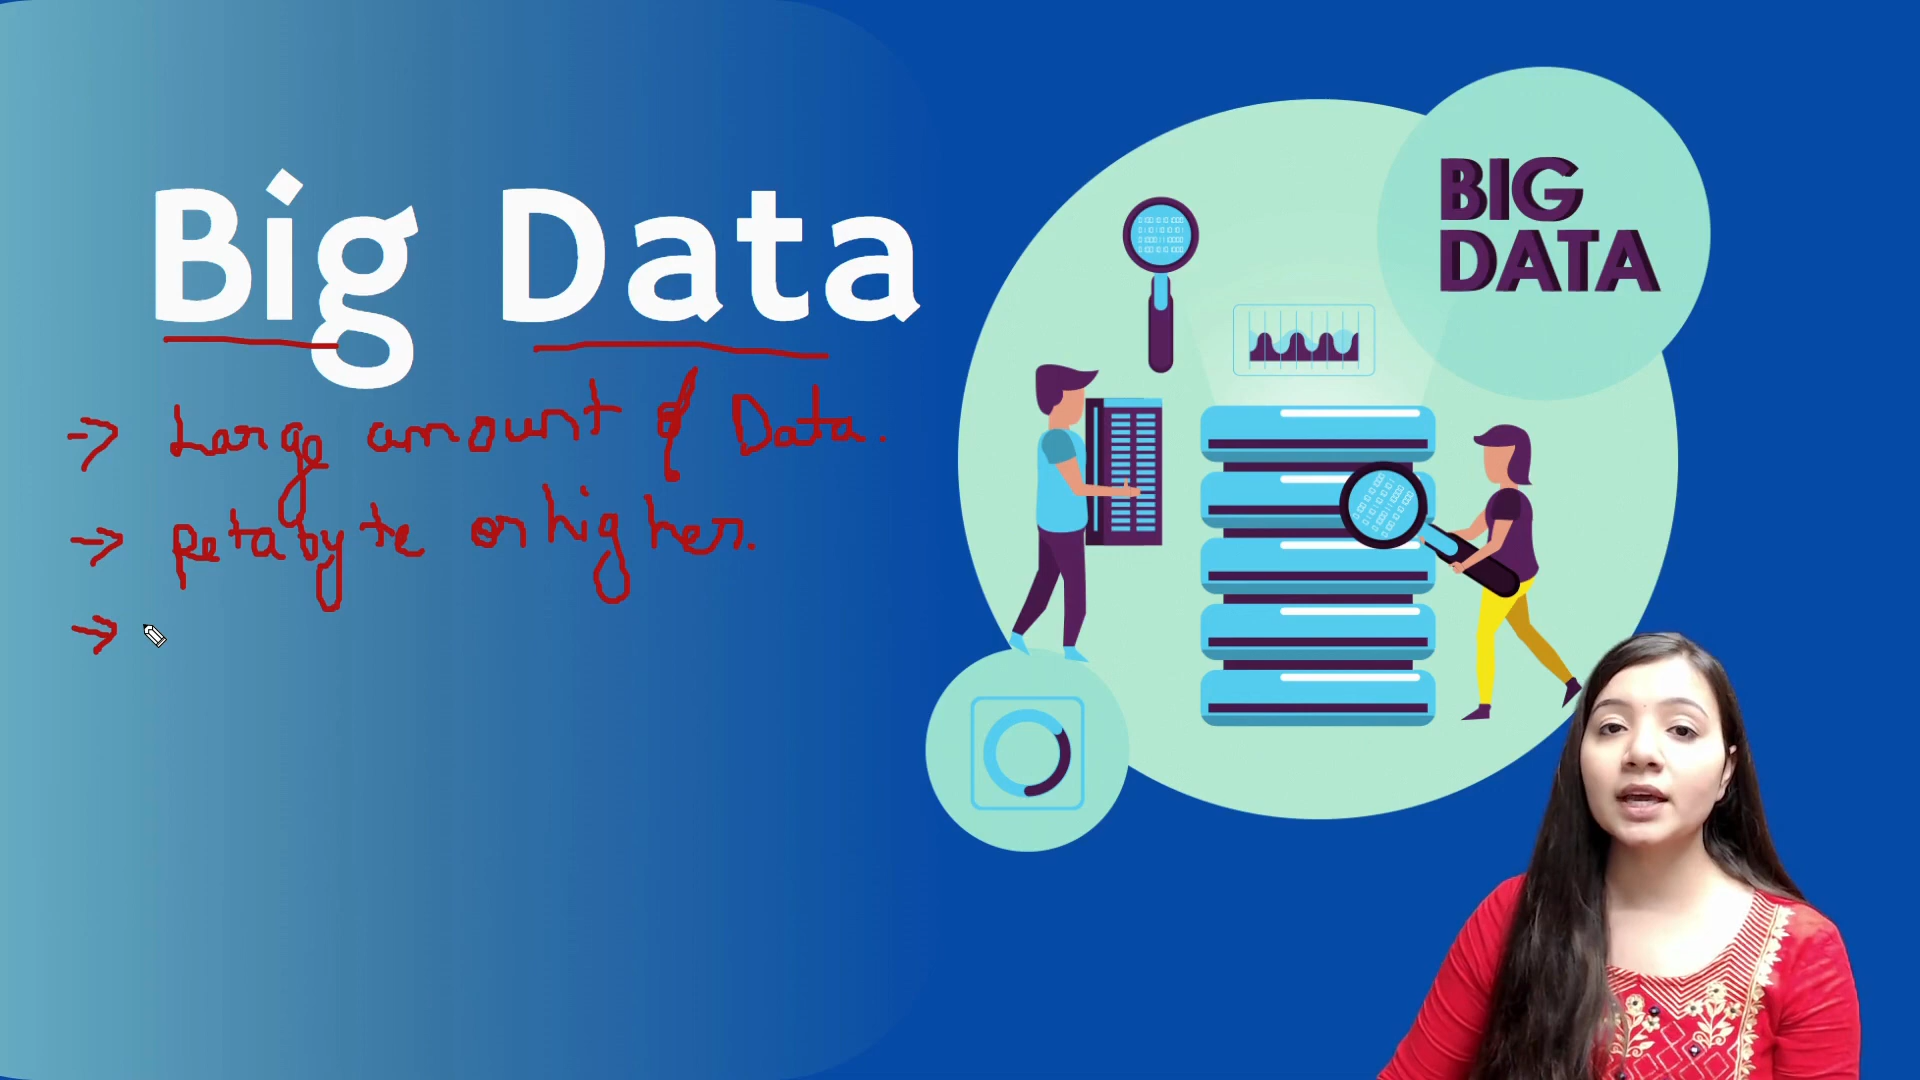 Big Data
→ Large amount of Data.
→ Petabyte or higher.
→
BIG
DATA